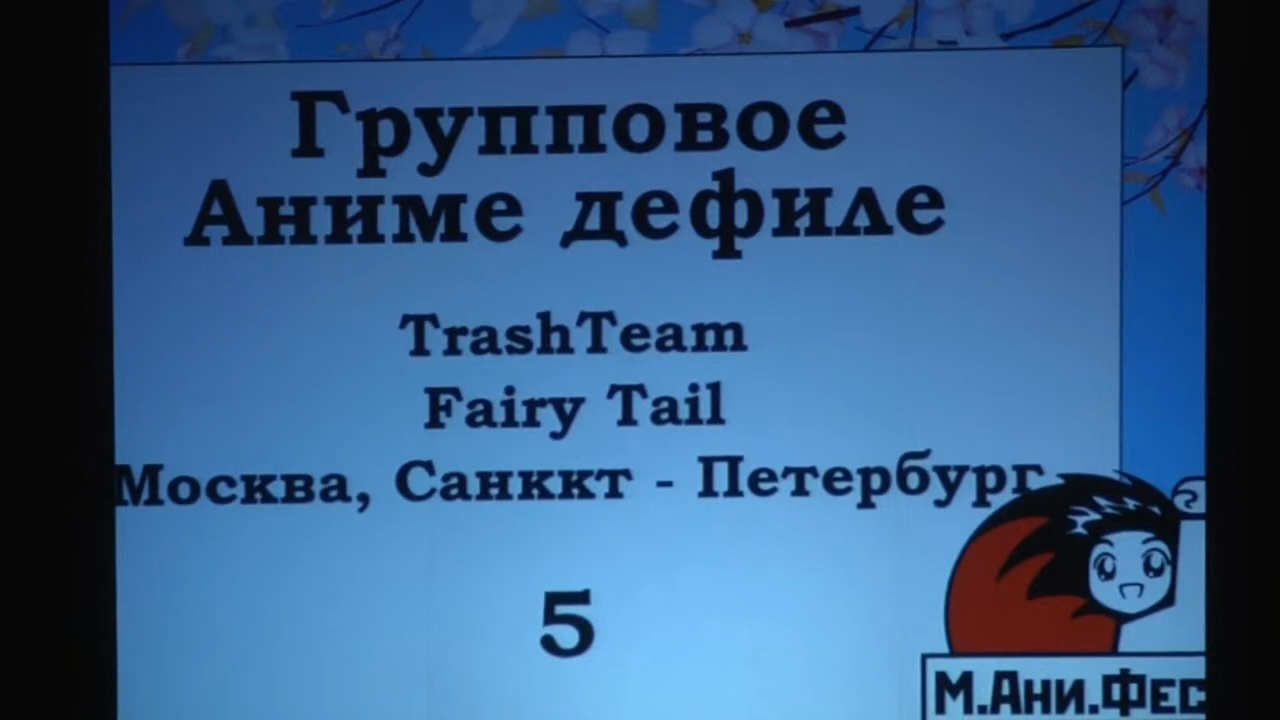 Групповое
Аниме дефиле
TrashTeam
Fairy Tail
Москва, Санккт - Петербург
5
М.Ани.Фес